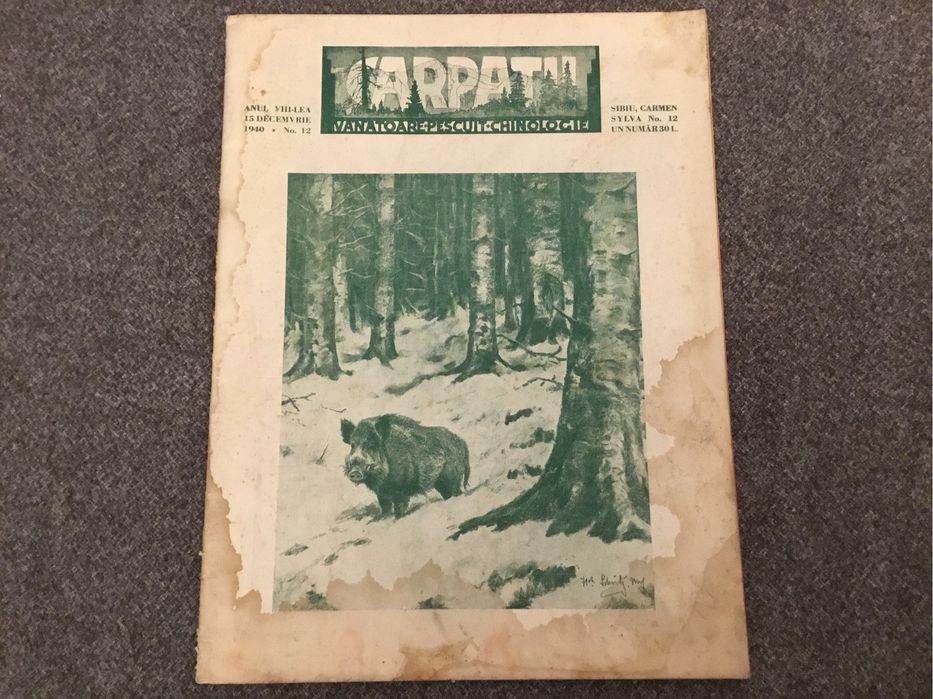 CARPAȚII
VÂNATOARE·PESCUIT·CHINOLOGIE
ANUL VIII-LEA
15 DECEMVRIE
1940 • No. 12
SIBIU, CARMEN
SYLVA No. 12
UN NUMĂR 30 L.